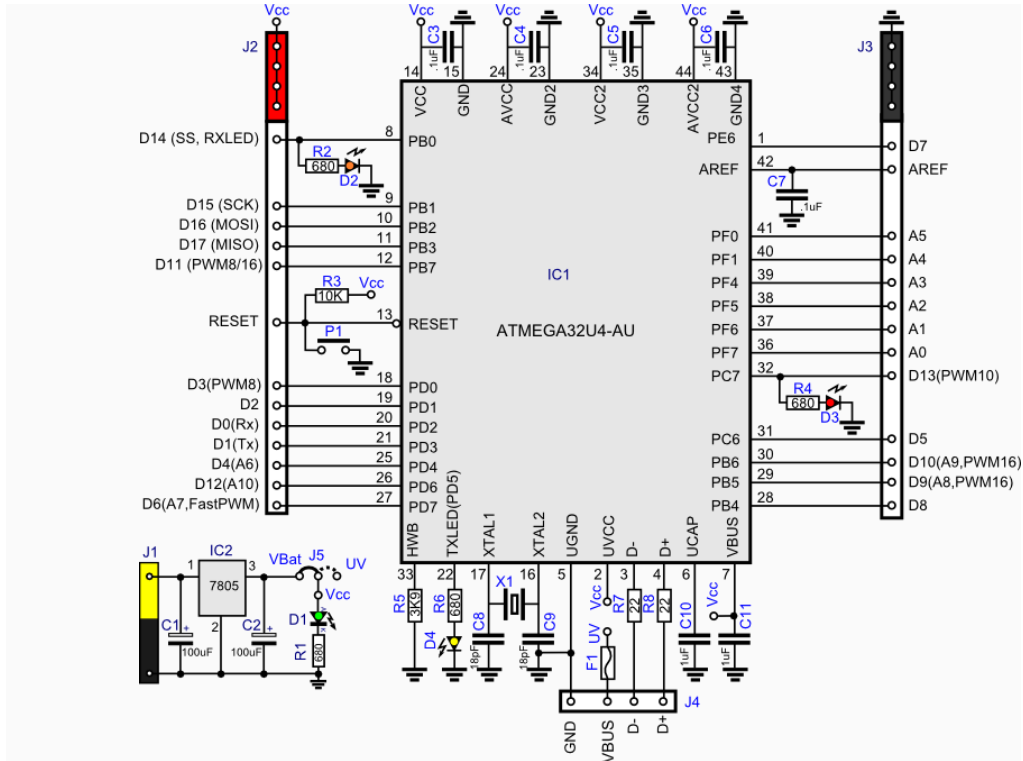 Vcc
Vcc
Vcc
Vcc
Vcc
J2
C3
.1uF
C4
.1uF
C5
.1uF
C6
.1uF
J3
14
15
24
23
34
35
44
43
VCC
GND
AVCC
GND2
VCC2
GND3
AVCC2
GND4
D14 (SS, RXLED)
8
PB0
R2
680
D2
D15 (SCK)
9
PB1
D16 (MOSI)
10
PB2
D17 (MISO)
11
PB3
D11 (PWM8/16)
12
PB7
R3
10K
Vcc
RESET
13
RESET
P1
D3(PWM8)
18
PD0
D2
19
PD1
D0(Rx)
20
PD2
D1(Tx)
21
PD3
D4(A6)
25
PD4
D12(A10)
26
PD6
D6(A7,FastPWM)
27
PD7
IC1
ATMEGA32U4-AU
PE6
1
D7
AREF
42
AREF
C7
.1uF
PF0
41
A5
PF1
40
A4
PF4
39
A3
PF5
38
A2
PF6
37
A1
PF7
36
A0
PC7
32
D13(PWM10)
R4
680
D3
PC6
31
D5
PB6
30
D10(A9,PWM16)
PB5
29
D9(A8,PWM16)
PB4
28
D8
HWB
TXLED(PD5)
XTAL1
XTAL2
UGND
UVCC
D-
D+
UCAP
VBUS
33
22
17
16
5
2
3
4
6
7
J1
IC2
1
7805
3
2
VBat
J5
UV
Vcc
D1
R1
680
C1
+
100uF
C2
+
100uF
R5
3K9
R6
680
D4
X1
C8
18pF
C9
18pF
Vcc
UV
F1
R7
22
R8
22
C10
1uF
Vcc
C11
1uF
J4
GND
VBUS
D-
D+